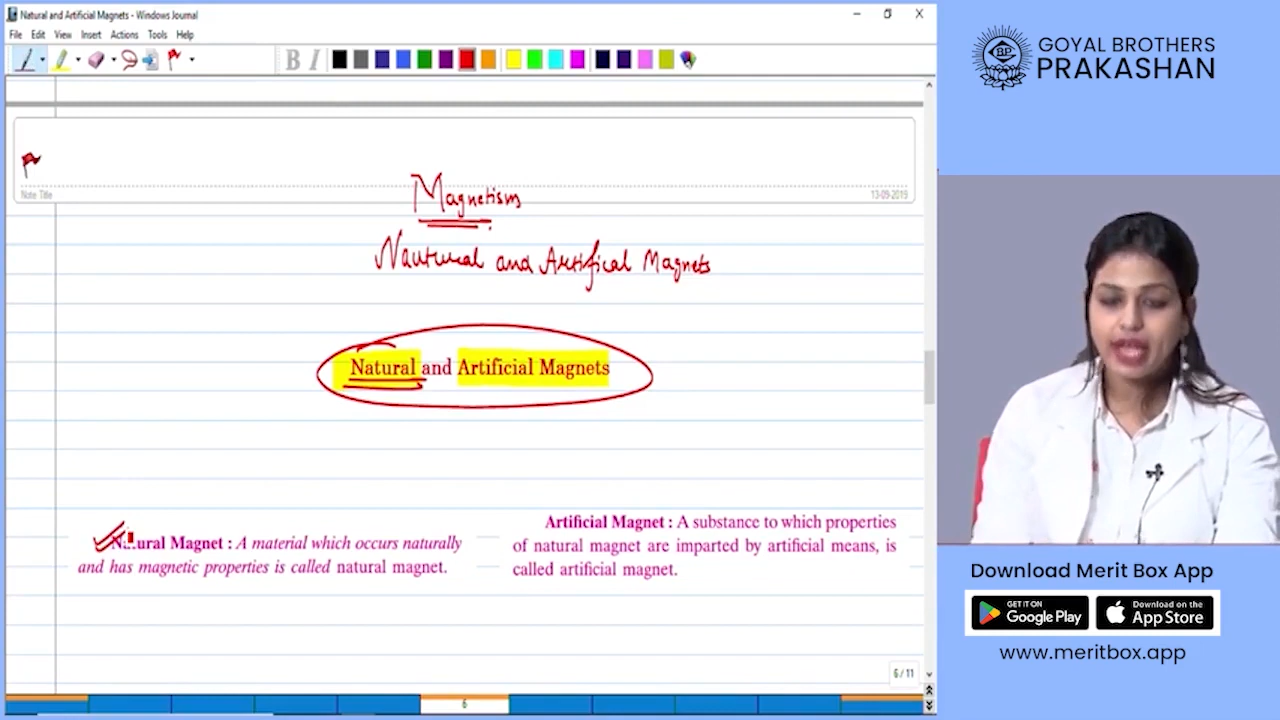 Natural and Artificial Magnets - Windows Journal
File Edit View Insert Actions Tools Help
B I
Note Title
13-09-2019
Magnetism
Nautural and Artifical Magnets
Natural and Artificial Magnets
Natural Magnet : A material which occurs naturally
and has magnetic properties is called natural magnet.
Artificial Magnet : A substance to which properties
of natural magnet are imparted by artificial means, is
called artificial magnet.
6 / 11
6
BP
GOYAL BROTHERS
PRAKASHAN
Download Merit Box App
GET IT ON
Google Play
Download on the
App Store
www.meritbox.app